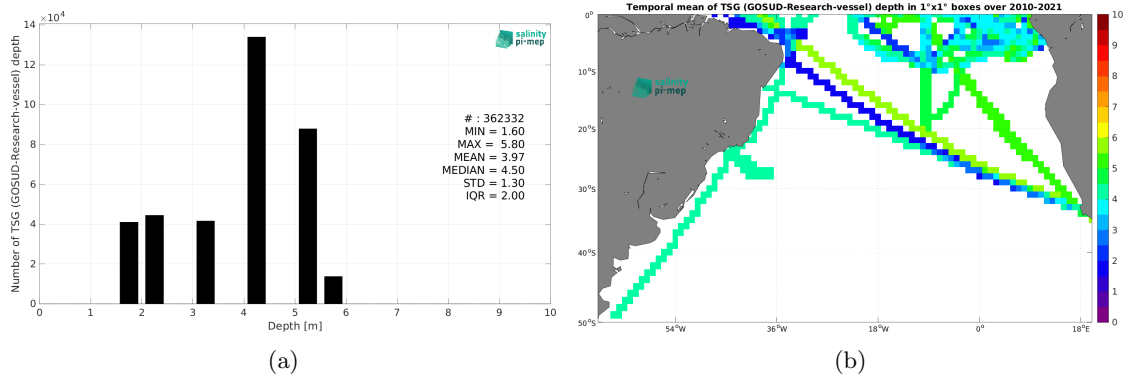 ×10⁴
14
12
10
8
6
4
2
0
Number of TSG (GOSUD-Research-vessel) depth
0 1 2 3 4 5 6 7 8 9 10
Depth [m]
salinity
pi-mep
# : 362332
MIN = 1.60
MAX = 5.80
MEAN = 3.97
MEDIAN = 4.50
STD = 1.30
IQR = 2.00
(a)
Temporal mean of TSG (GOSUD-Research-vessel) depth in 1°x1° boxes over 2010-2021
0°
10°S
20°S
30°S
40°S
50°S
54°W 36°W 18°W 0° 18°E
salinity
pi-mep
10
9
8
7
6
5
4
3
2
1
0
(b)